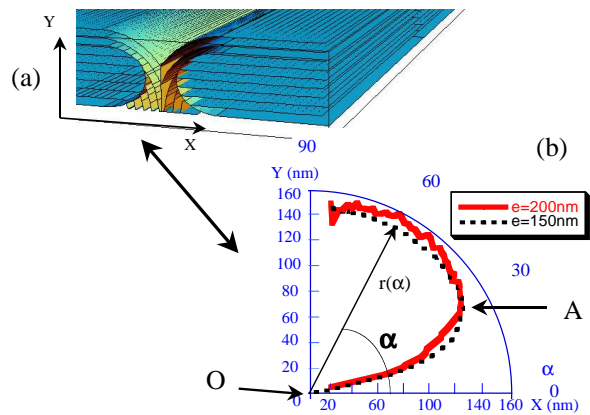 Y
(a)
X
90
(b)
Y (nm)
160
140
120
100
80
60
40
20
0
60
e=200nm
e=150nm
30
r(α)
α
A
O
α
0
20
60
100
140
160
X (nm)